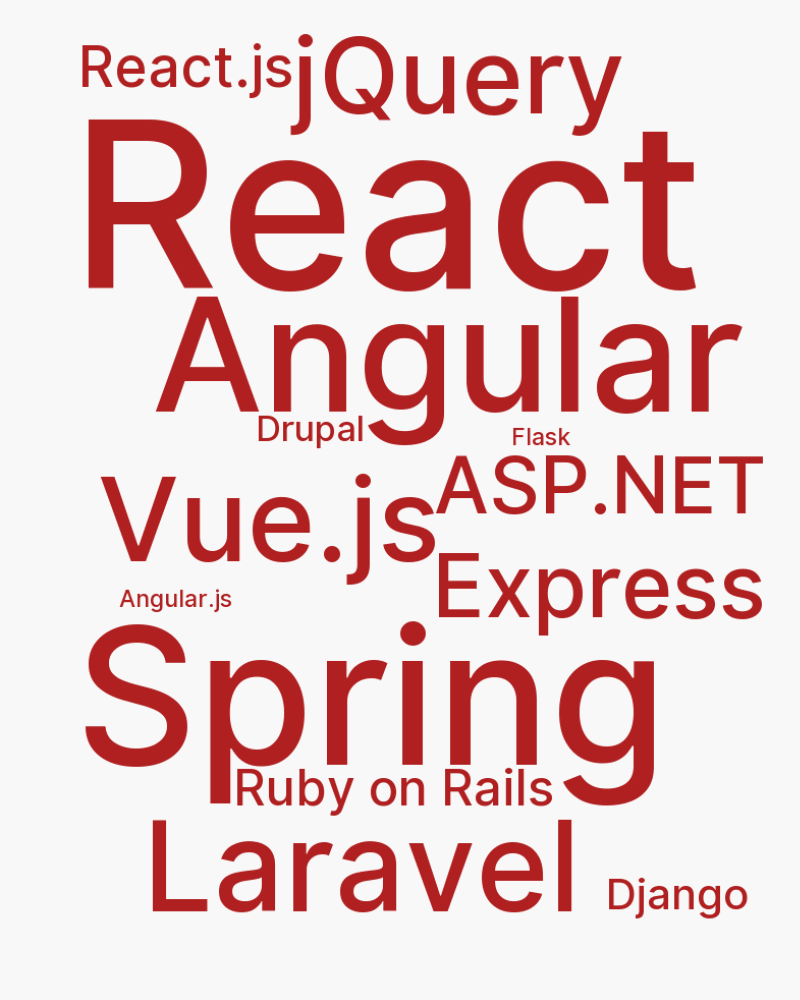 React.js
jQuery
React
Angular
Drupal
Flask
Vue.js
ASP.NET
Express
Angular.js
Spring
Ruby on Rails
Laravel
Django